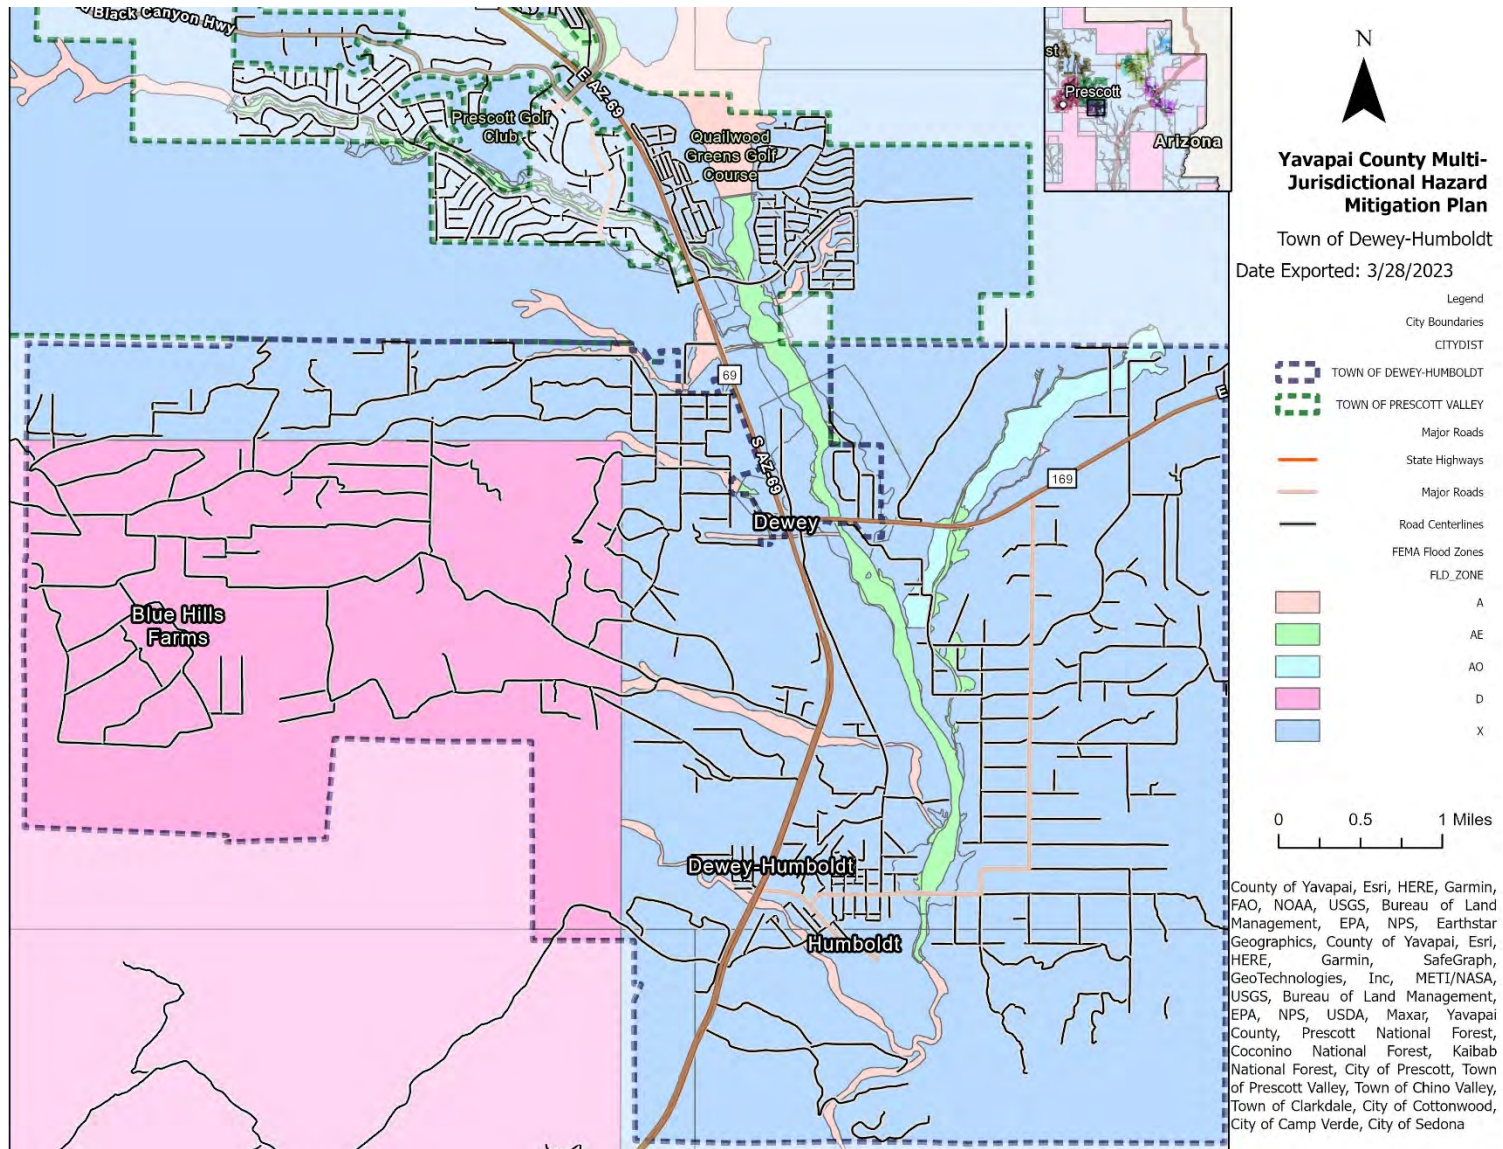 Black Canyon Hwy
E AZ-69
Prescott Golf
Club
Quailwood
Greens Golf
Course
st
Prescott
Arizona
69
S AZ-69
E
169
Dewey
Blue Hills
Farms
Dewey-Humboldt
Humboldt
N
Yavapai County Multi-
Jurisdictional Hazard
Mitigation Plan
Town of Dewey-Humboldt
Date Exported: 3/28/2023
Legend
City Boundaries
CITYDIST
TOWN OF DEWEY-HUMBOLDT
TOWN OF PRESCOTT VALLEY
Major Roads
State Highways
Major Roads
Road Centerlines
FEMA Flood Zones
FLD_ZONE
A
AE
AO
D
X
0 0.5 1 Miles
County of Yavapai, Esri, HERE, Garmin,
FAO, NOAA, USGS, Bureau of Land
Management, EPA, NPS, Earthstar
Geographics, County of Yavapai, Esri,
HERE, Garmin, SafeGraph,
GeoTechnologies, Inc, METI/NASA,
USGS, Bureau of Land Management,
EPA, NPS, USDA, Maxar, Yavapai
County, Prescott National Forest,
Coconino National Forest, Kaibab
National Forest, City of Prescott, Town
of Prescott Valley, Town of Chino Valley,
Town of Clarkdale, City of Cottonwood,
City of Camp Verde, City of Sedona